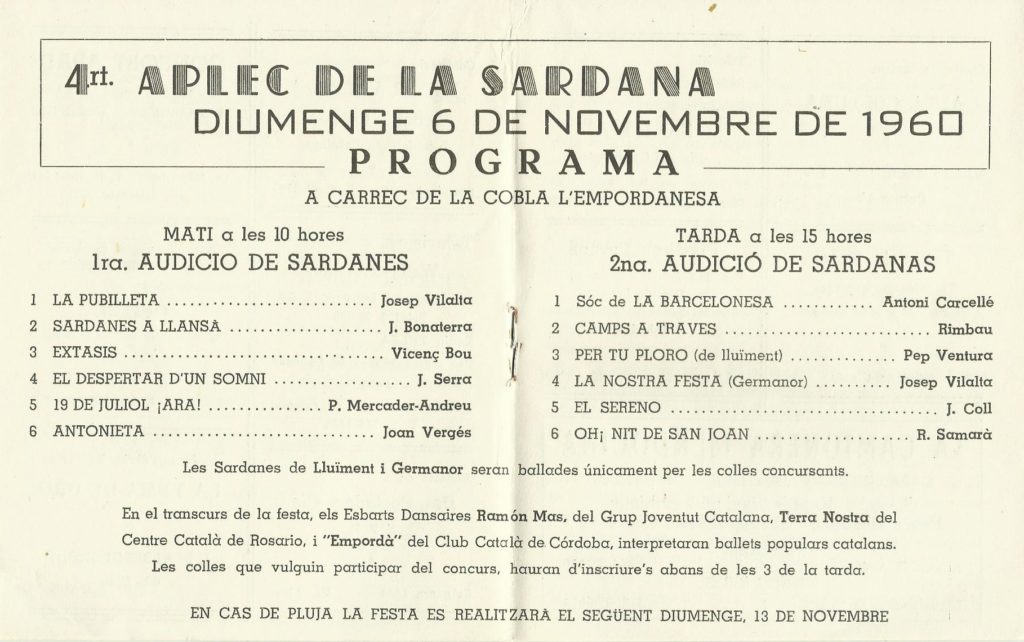 4rt. APLEC DE LA SARDANA
DIUMENGE 6 DE NOVEMBRE DE 1960
PROGRAMA
A CARREC DE LA COBLA L'EMPORDANESA
MATI a les 10 hores
1ra. AUDICIO DE SARDANES
1 LA PUBILLETA ........................ Josep Vilalta
2 SARDANES A LLANSÀ .................. J. Bonaterra
3 EXTASIS .............................. Vicenç Bou
4 EL DESPERTAR D'UN SOMNI ................ J. Serra
5 19 DE JULIOL ¡ARA! .............. P. Mercader-Andreu
6 ANTONIETA ........................... Joan Vergés
TARDA a les 15 hores
2na. AUDICIÓ DE SARDANAS
1 Sóc de LA BARCELONESA ........... Antoni Carcellé
2 CAMPS A TRAVES ........................ Rimbau
3 PER TU PLORO (de lluïment) ............ Pep Ventura
4 LA NOSTRA FESTA (Germanor) ......... Josep Vilalta
5 EL SERENO ............................... J. Coll
6 OH¡ NIT DE SAN JOAN .................. R. Samarà
Les Sardanes de Lluïment i Germanor seran ballades únicament per les colles concursants.
En el transcurs de la festa, els Esbarts Dansaires Ramón Mas, del Grup Joventut Catalana, Terra Nostra del
Centre Català de Rosario, i "Empordà" del Club Català de Córdoba, interpretaran ballets populars catalans.
Les colles que vulguin participar del concurs, hauran d'inscriure's abans de les 3 de la tarda.
EN CAS DE PLUJA LA FESTA ES REALITZARÀ EL SEGÜENT DIUMENGE, 13 DE NOVEMBRE